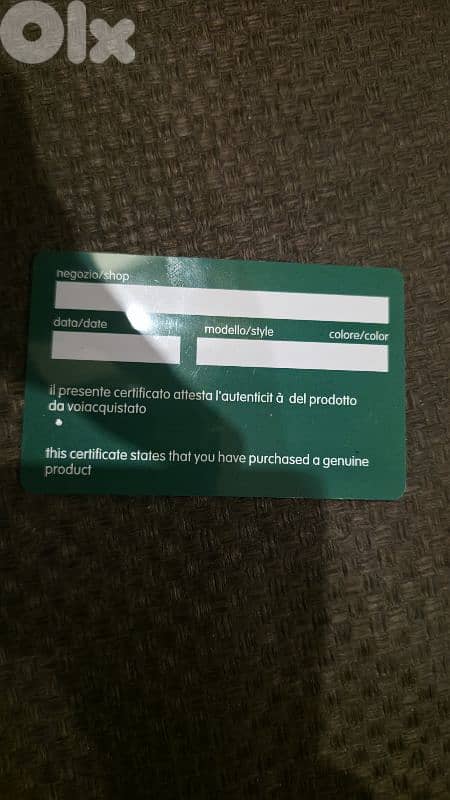 OLX
negozio/shop
data/date modello/style colore/color
il presente certificato attesta l'autenticit à del prodotto
da voiacquistato
this certificate states that you have purchased a genuine
product